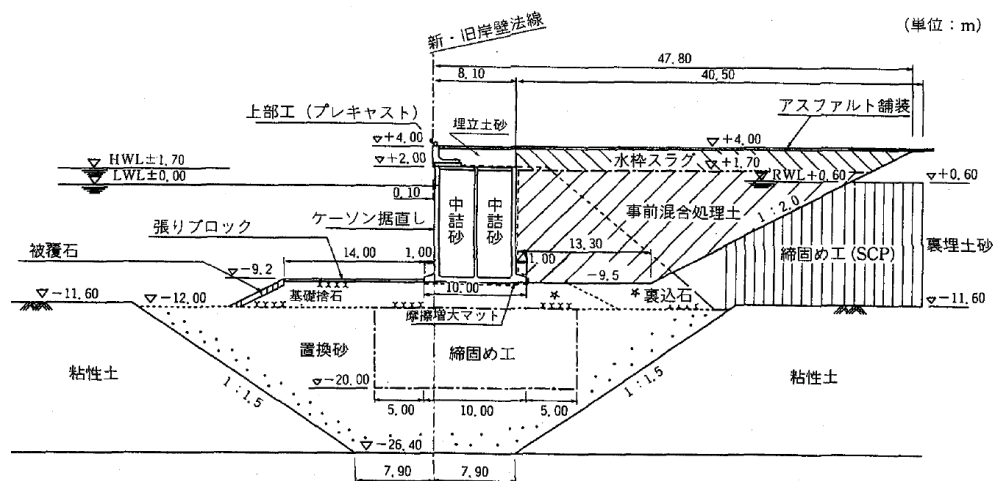 (単位：m)
新・旧岸壁法線
47.80
8.10
40.50
アスファルト舗装
上部工（プレキャスト）
埋立土砂
+4.00
+4.00
HWL±1.70
+2.00
水枠スラグ
+1.70
LWL±0.00
RWL+0.60
+0.60
0.10
中詰砂
中詰砂
事前混合処理土
1：2.0
ケーソン据直し
張りブロック
締固め工(SCP)
裏埋土砂
被覆石
14.00
1.00
13.30
1.00
-9.2
-9.5
基礎捨石
10.00
裏込石
-11.60
-12.00
-11.60
摩擦増大マット
置換砂
締固め工
粘性土
粘性土
-20.00
1：1.5
1：1.5
5.00
10.00
5.00
-26.40
7.90
7.90